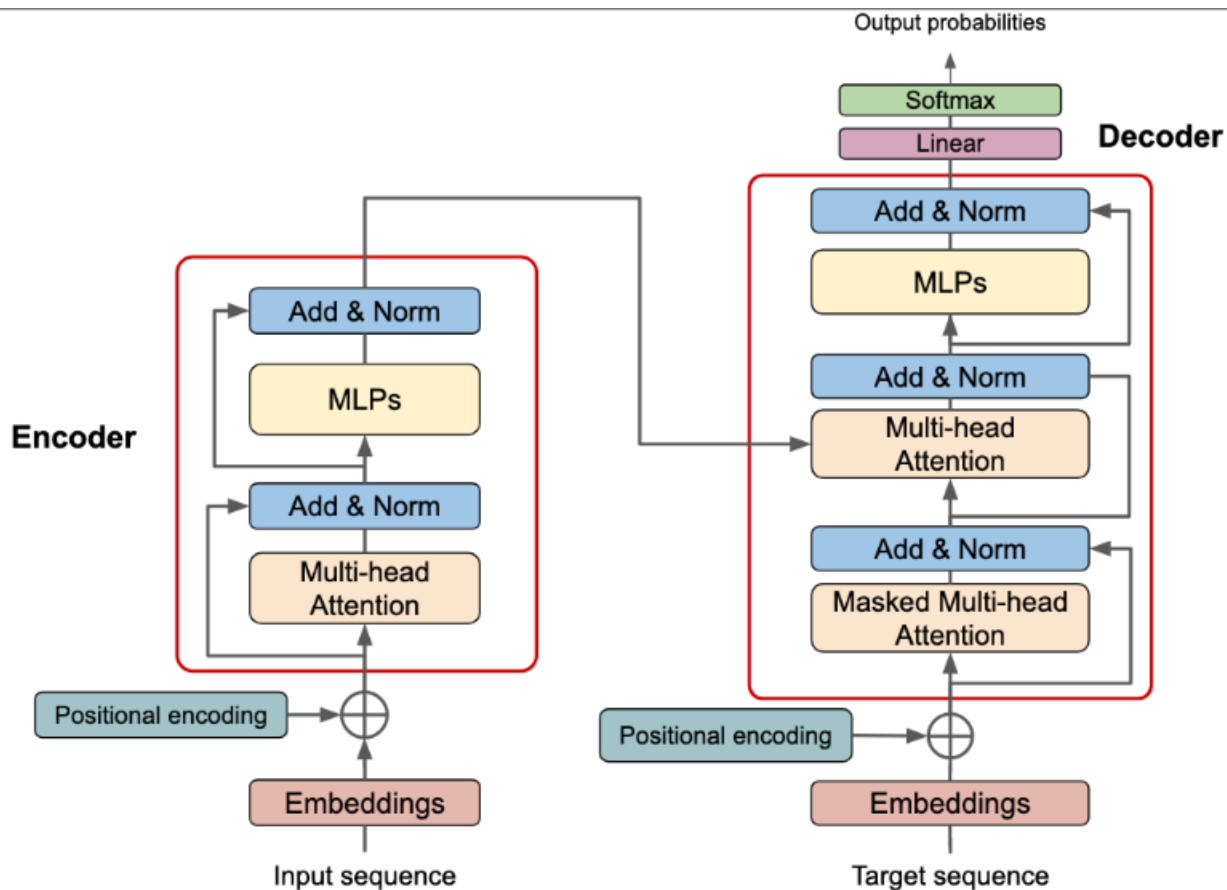 Output probabilities
Softmax
Linear
Decoder
Add & Norm
MLPs
Add & Norm
Multi-head
Attention
Add & Norm
Masked Multi-head
Attention
Positional encoding
Embeddings
Target sequence
Encoder
Add & Norm
MLPs
Add & Norm
Multi-head
Attention
Positional encoding
Embeddings
Input sequence